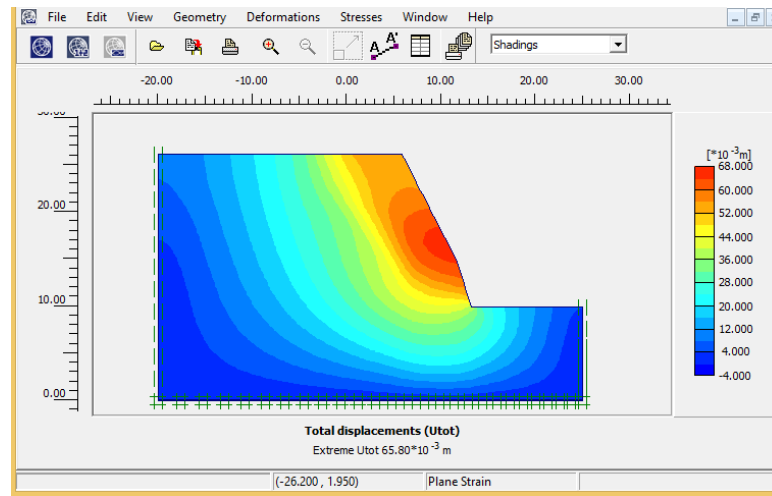 File Edit View Geometry Deformations Stresses Window Help
Shadings
-20.00 -10.00 0.00 10.00 20.00 30.00
20.00
10.00
0.00
[*10 -3 m]
68.000
60.000
52.000
44.000
36.000
28.000
20.000
12.000
4.000
-4.000
Total displacements (Utot)
Extreme Utot 65.80*10 -3 m
(-26.200 , 1.950) Plane Strain